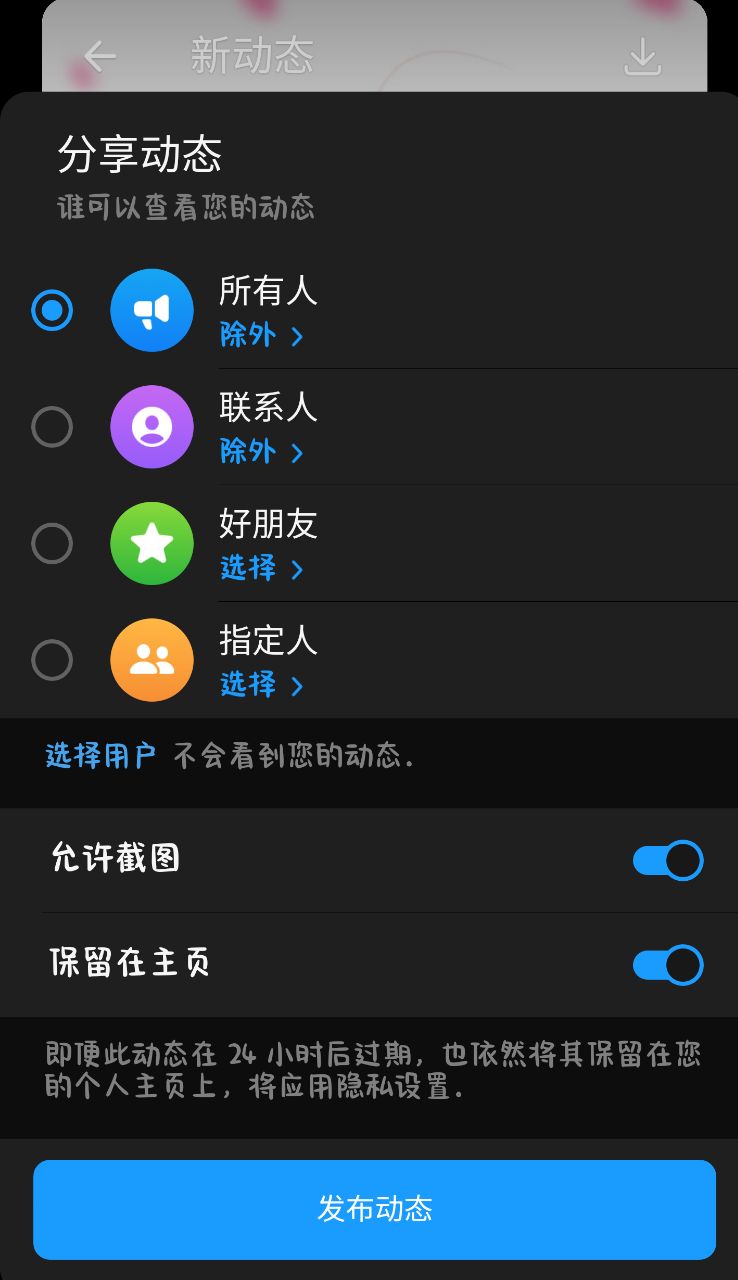 新动态
分享动态
谁可以查看您的动态
所有人
除外
联系人
除外
好朋友
选择
指定人
选择
选择用户 不会看到您的动态.
允许截图
保留在主页
即便此动态在 24 小时后过期，也依然将其保留在您
的个人主页上，将应用隐私设置.
发布动态